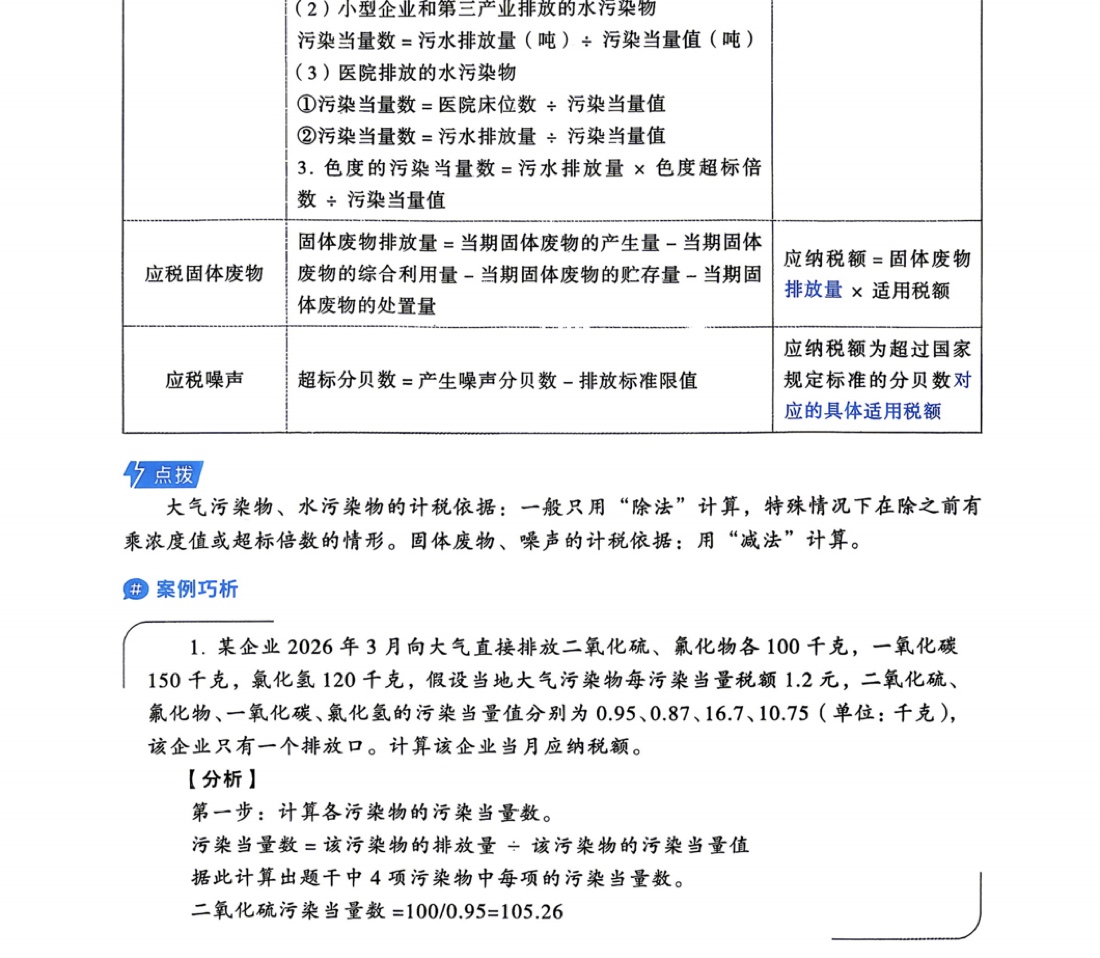 （2）小型企业和第三产业排放的水污染物
污染当量数 = 污水排放量（吨）÷ 污染当量值（吨）
（3）医院排放的水污染物
①污染当量数 = 医院床位数 ÷ 污染当量值
②污染当量数 = 污水排放量 ÷ 污染当量值
3. 色度的污染当量数 = 污水排放量 × 色度超标倍
数 ÷ 污染当量值
应税固体废物
固体废物排放量 = 当期固体废物的产生量 – 当期固体
废物的综合利用量 – 当期固体废物的贮存量 – 当期固
体废物的处置量
应纳税额 = 固体废物
排放量 × 适用税额
应税噪声
超标分贝数 = 产生噪声分贝数 – 排放标准限值
应纳税额为超过国家
规定标准的分贝数对
应的具体适用税额
点拨
大气污染物、水污染物的计税依据：一般只用“除法”计算，特殊情况下在除之前有
乘浓度值或超标倍数的情形。固体废物、噪声的计税依据：用“减法”计算。
# 案例巧析
1. 某企业 2026 年 3 月向大气直接排放二氧化硫、氟化物各 100 千克，一氧化碳
150 千克，氯化氢 120 千克，假设当地大气污染物每污染当量税额 1.2 元，二氧化硫、
氟化物、一氧化碳、氯化氢的污染当量值分别为 0.95、0.87、16.7、10.75（单位：千克），
该企业只有一个排放口。计算该企业当月应纳税额。
【分析】
第一步：计算各污染物的污染当量数。
污染当量数 = 该污染物的排放量 ÷ 该污染物的污染当量值
据此计算出题干中 4 项污染物中每项的污染当量数。
二氧化硫污染当量数 =100/0.95=105.26